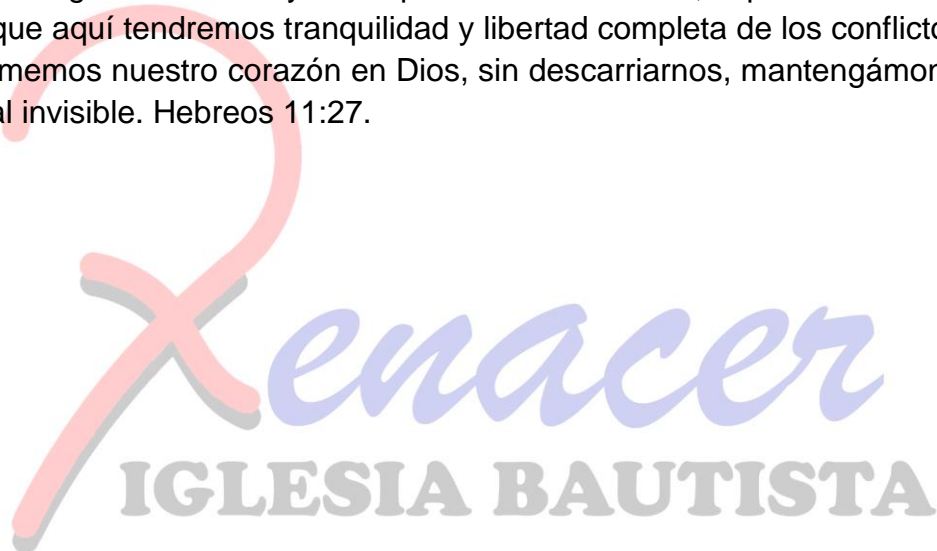 que aquí tendremos tranquilidad y libertad completa de los conflicto
memos nuestro corazón en Dios, sin descarriarnos, mantengámon
al invisible. Hebreos 11:27.
Renacer
IGLESIA BAUTISTA